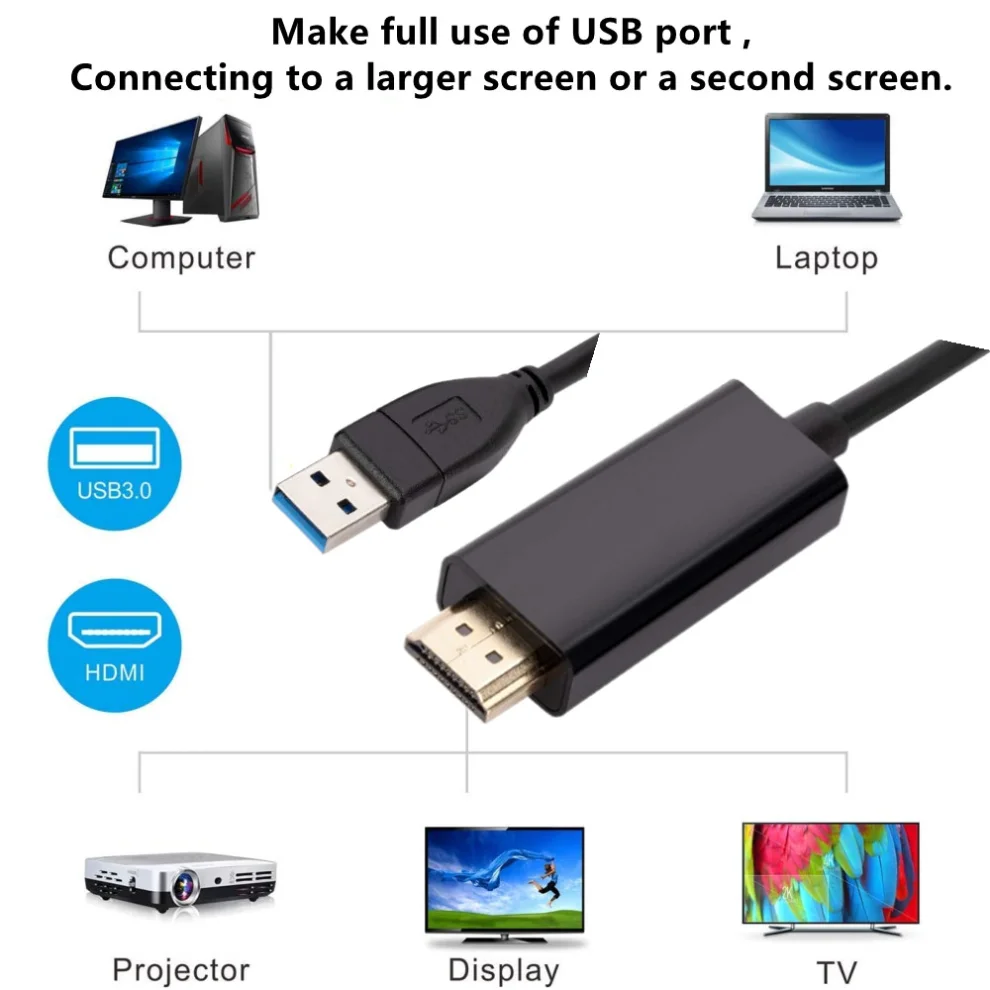 Make full use of USB port ,
Connecting to a larger screen or a second screen.
Computer
Laptop
USB3.0
HDMI
Projector
Display
TV